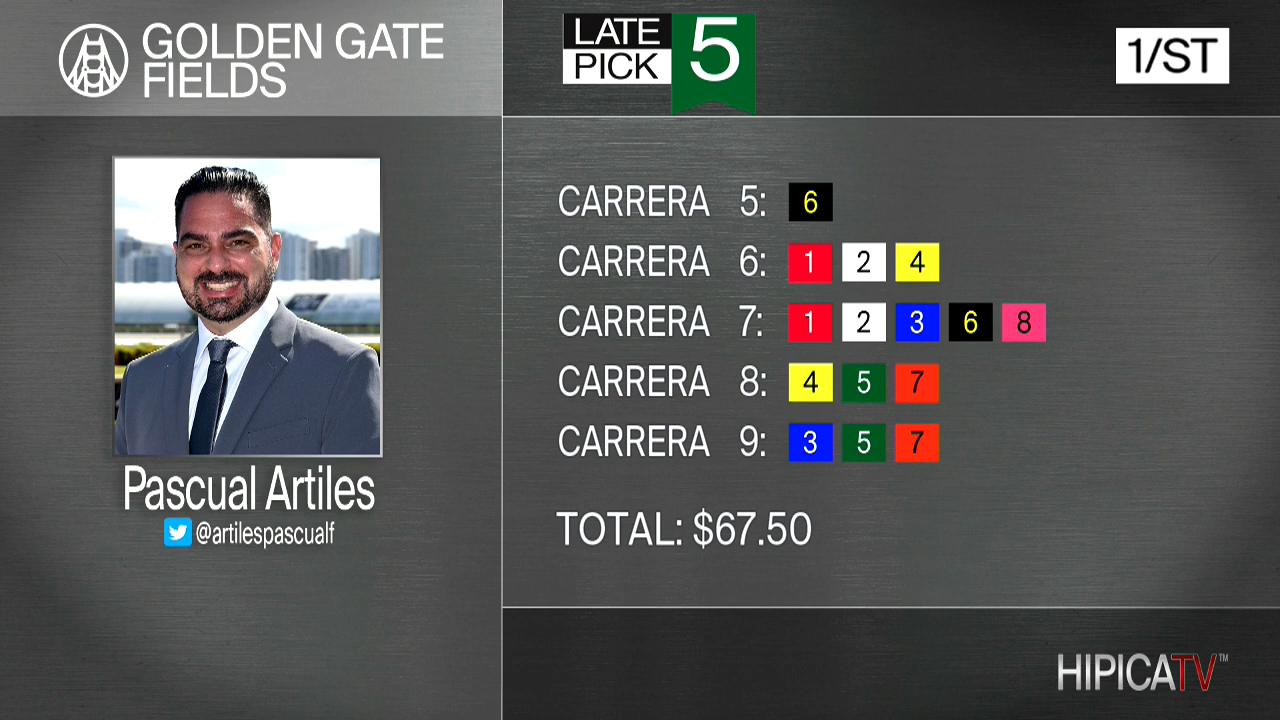 GOLDEN GATE
FIELDS
LATE
PICK
5
1/ST
CARRERA 5: 6
CARRERA 6: 1 2 4
CARRERA 7: 1 2 3 6 8
CARRERA 8: 4 5 7
CARRERA 9: 3 5 7
TOTAL: $67.50
Pascual Artiles
@artilespascualf
HIPICATV™